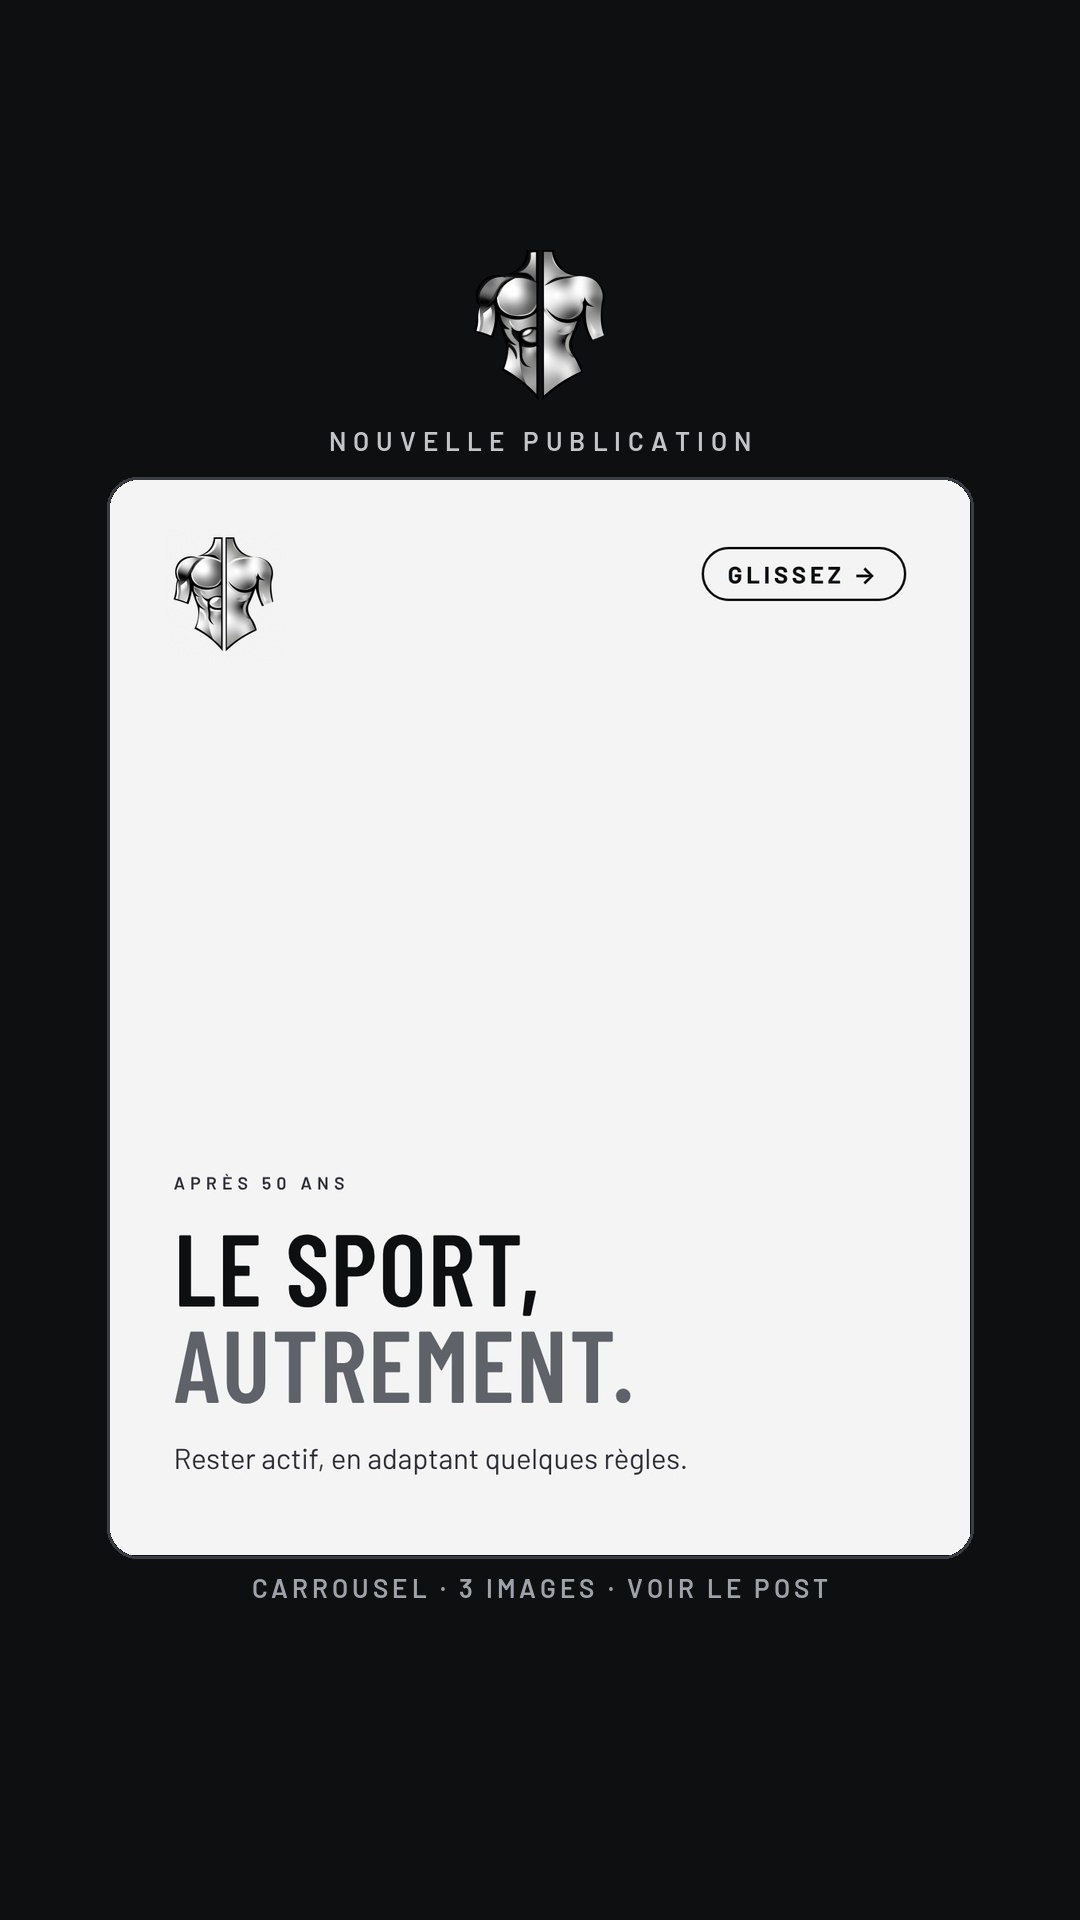 NOUVELLE PUBLICATION
GLISSEZ →
APRÈS 50 ANS
LE SPORT,
AUTREMENT.
Rester actif, en adaptant quelques règles.
CARROUSEL · 3 IMAGES · VOIR LE POST